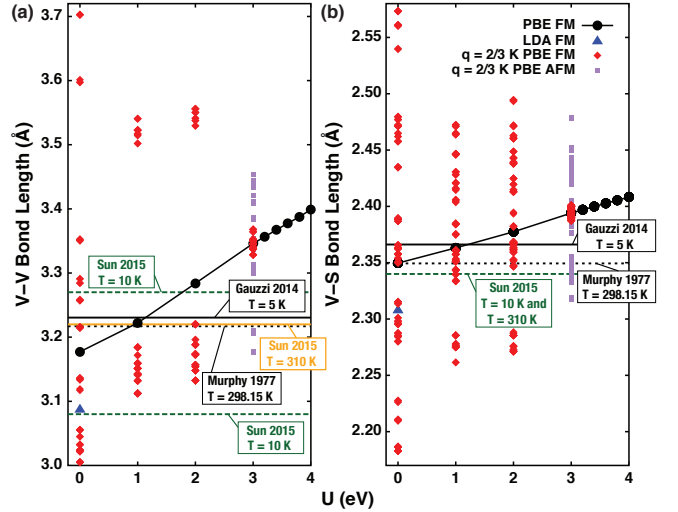 (a)
V−V Bond Length (Å)
3.7
3.6
3.5
3.4
3.3
3.2
3.1
3.0
0
1
2
3
4
Sun 2015
T = 10 K
Gauzzi 2014
T = 5 K
Sun 2015
T = 310 K
Murphy 1977
T = 298.15 K
Sun 2015
T = 10 K
(b)
V−S Bond Length (Å)
PBE FM
LDA FM
q = 2/3 K PBE FM
q = 2/3 K PBE AFM
2.55
2.50
2.45
2.40
2.35
2.30
2.25
2.20
0
1
2
3
4
Gauzzi 2014
T = 5 K
Murphy 1977
T = 298.15 K
Sun 2015
T = 10 K and
T = 310 K
U (eV)